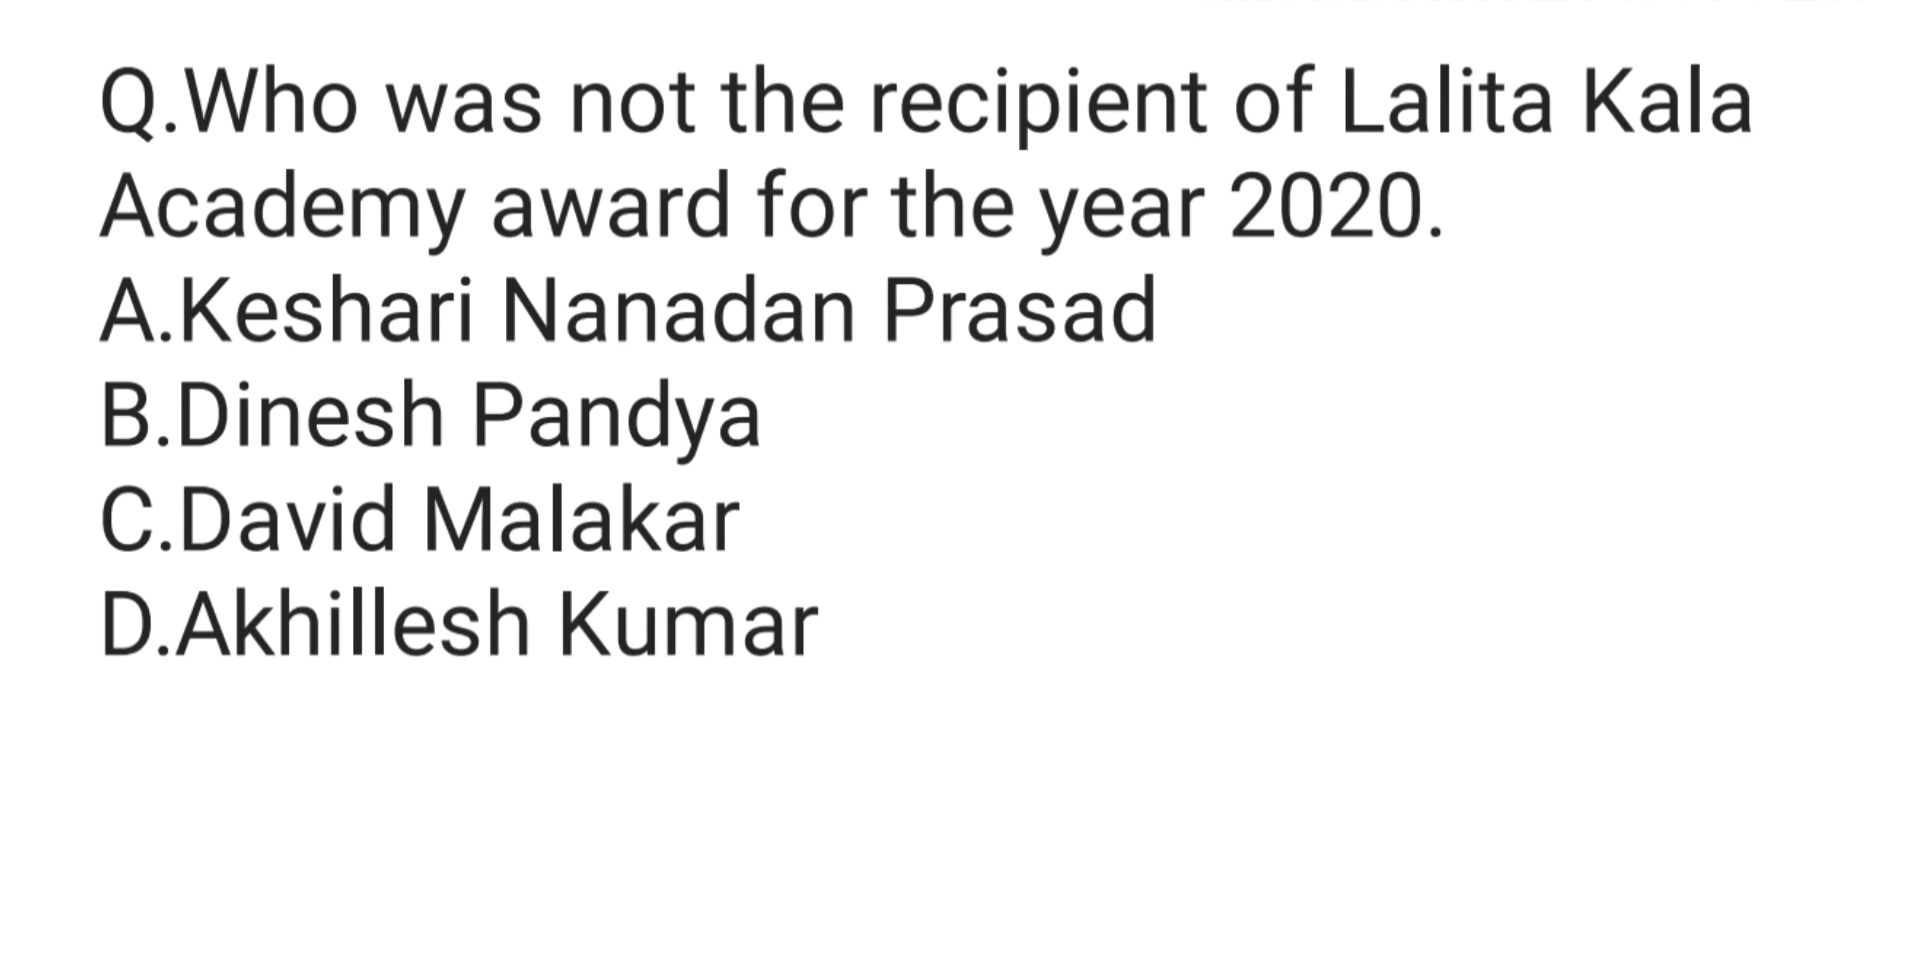 Q.Who was not the recipient of Lalita Kala
Academy award for the year 2020.
A.Keshari Nanadan Prasad
B.Dinesh Pandya
C.David Malakar
D.Akhillesh Kumar